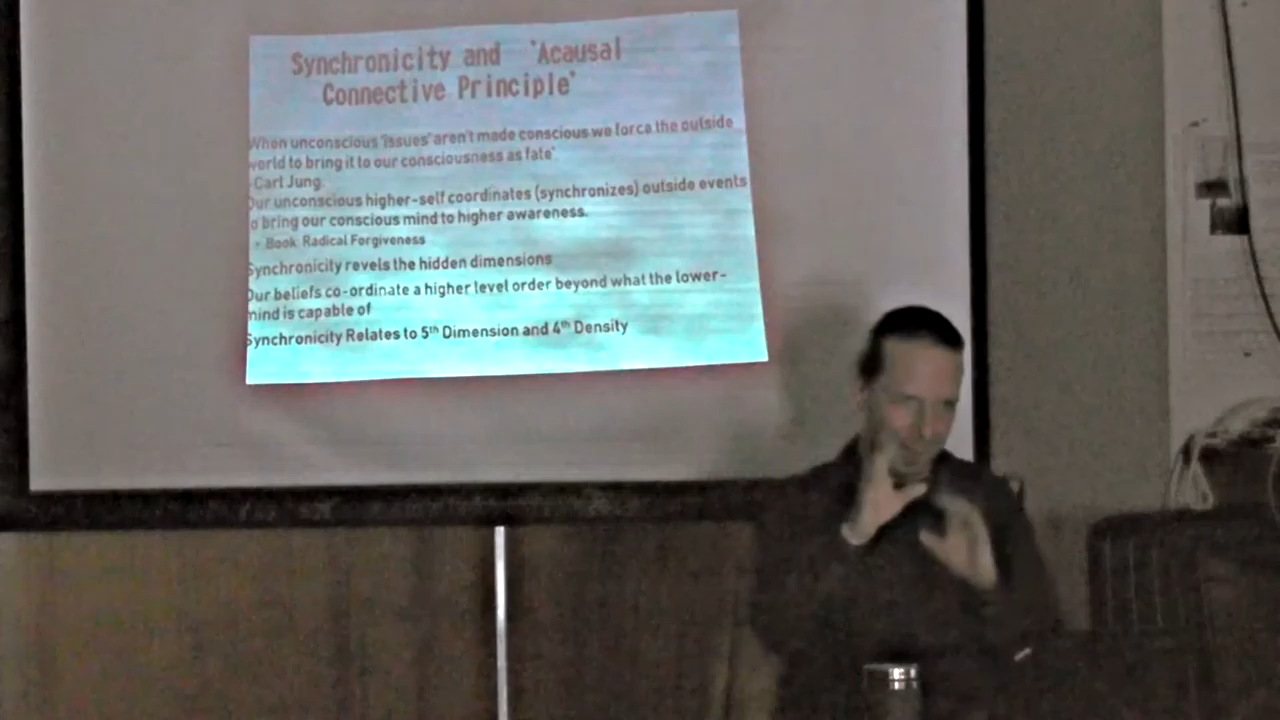 Synchronicity and 'Acausal
Connective Principle'
When unconscious 'issues' aren't made conscious we force the outside
world to bring it to our consciousness as fate'
-Carl Jung.
Our unconscious higher-self coordinates (synchronizes) outside events
to bring our conscious mind to higher awareness.
• Book Radical Forgiveness
Synchronicity revels the hidden dimensions
Our beliefs co-ordinate a higher level order beyond what the lower-
mind is capable of
Synchronicity Relates to 5th Dimension and 4th Density